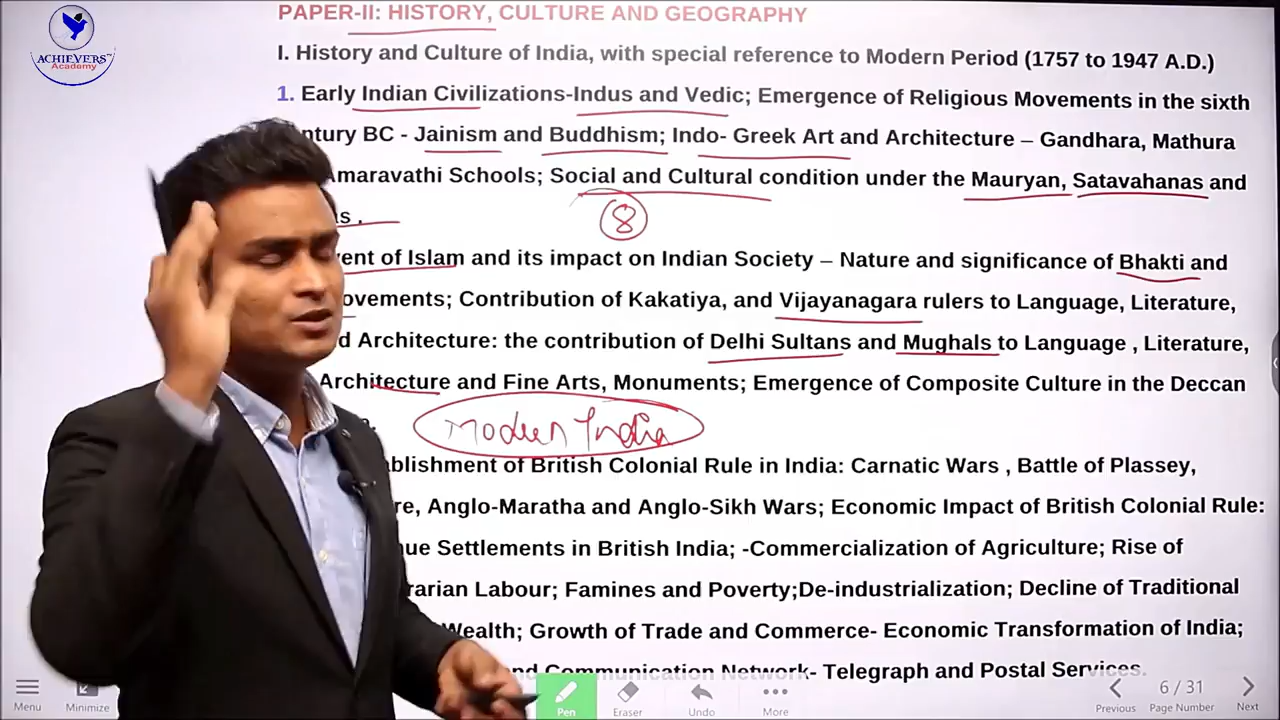 ACHIEVERS
Academy
PAPER-II: HISTORY, CULTURE AND GEOGRAPHY
I. History and Culture of India, with special reference to Modern Period (1757 to 1947 A.D.)
1. Early Indian Civilizations-Indus and Vedic; Emergence of Religious Movements in the sixth
ntury BC - Jainism and Buddhism; Indo- Greek Art and Architecture – Gandhara, Mathura
maravathi Schools; Social and Cultural condition under the Mauryan, Satavahanas and
as .
8
vent of Islam and its impact on Indian Society – Nature and significance of Bhakti and
ovements; Contribution of Kakatiya, and Vijayanagara rulers to Language, Literature,
d Architecture: the contribution of Delhi Sultans and Mughals to Language , Literature,
Architecture and Fine Arts, Monuments; Emergence of Composite Culture in the Deccan
Modern India
blishment of British Colonial Rule in India: Carnatic Wars , Battle of Plassey,
re, Anglo-Maratha and Anglo-Sikh Wars; Economic Impact of British Colonial Rule:
nue Settlements in British India; -Commercialization of Agriculture; Rise of
rarian Labour; Famines and Poverty;De-industrialization; Decline of Traditional
Wealth; Growth of Trade and Commerce- Economic Transformation of India;
nd Communication Network- Telegraph and Postal Services.
Menu Minimize Pen Eraser Undo More Previous 6 / 31 Page Number Next